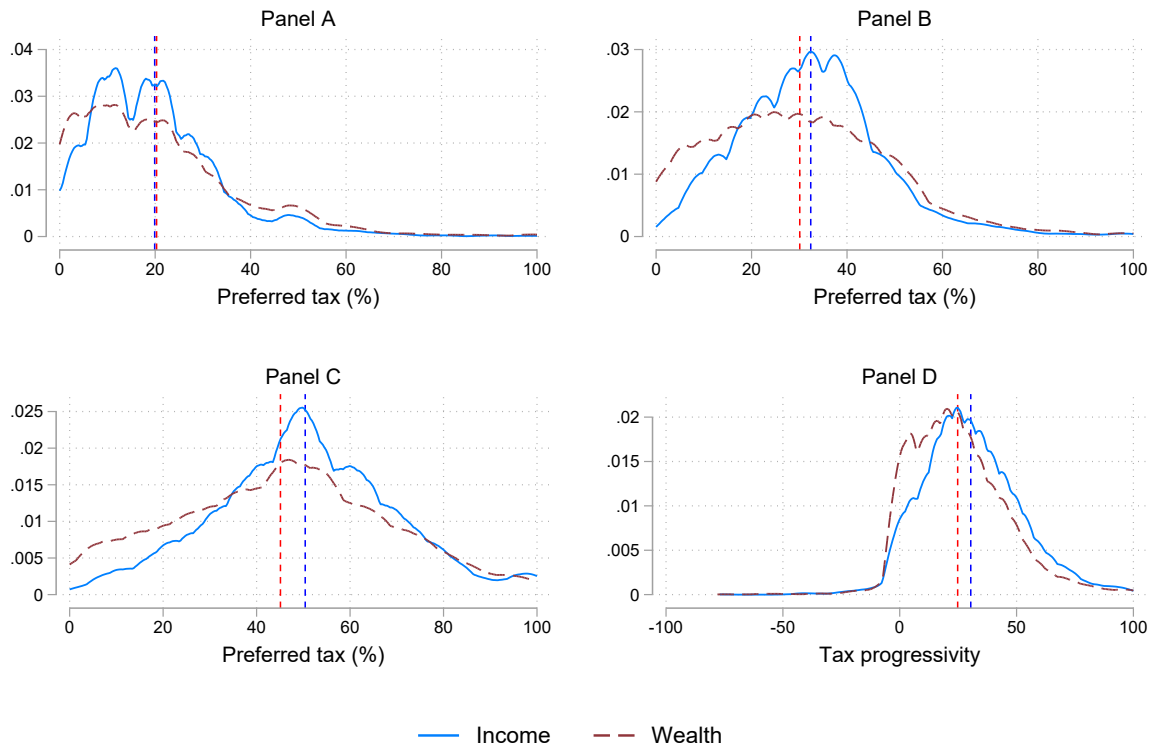 Panel A
.04
.03
.02
.01
0
0 20 40 60 80 100
Preferred tax (%)
Panel B
.03
.02
.01
0
0 20 40 60 80 100
Preferred tax (%)
Panel C
.025
.02
.015
.01
.005
0
0 20 40 60 80 100
Preferred tax (%)
Panel D
.02
.015
.01
.005
0
-100 -50 0 50 100
Tax progressivity
Income Wealth